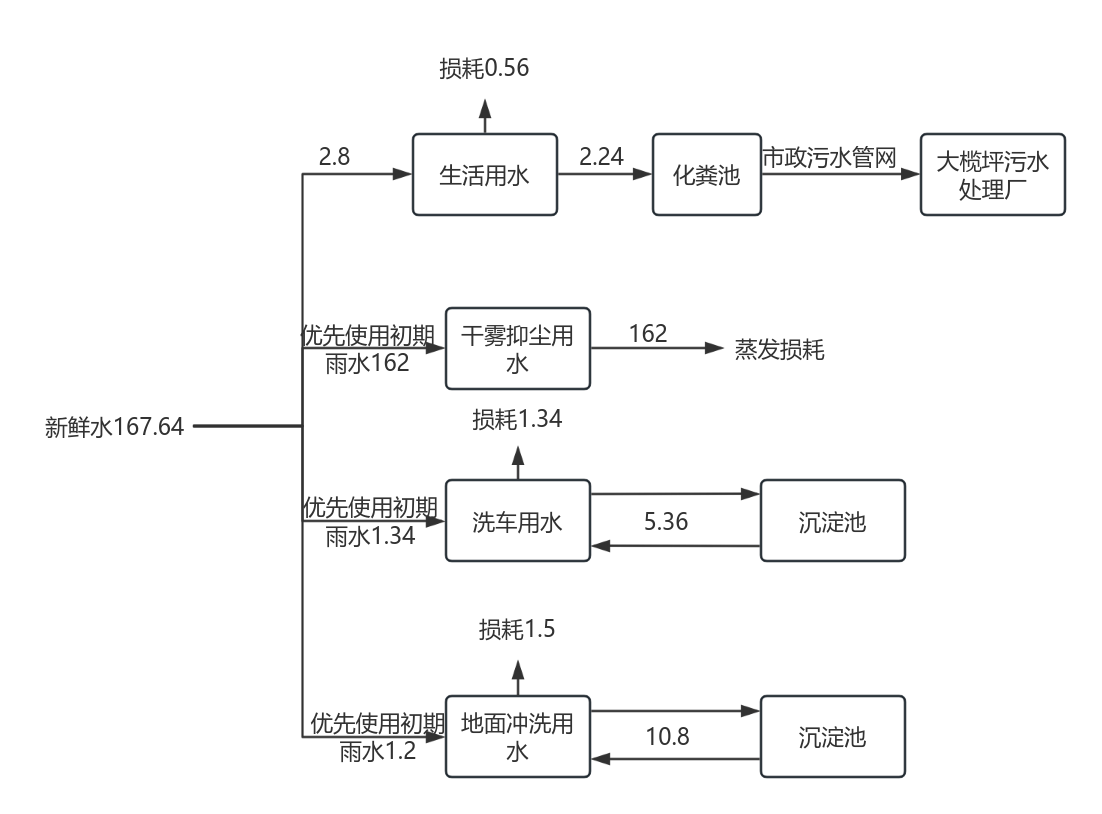 损耗0.56
2.8
生活用水
2.24
化粪池
市政污水管网
大榄坪污水
处理厂
优先使用初期
雨水162
干雾抑尘用
水
162
蒸发损耗
新鲜水167.64
损耗1.34
优先使用初期
雨水1.34
洗车用水
5.36
沉淀池
损耗1.5
优先使用初期
雨水1.2
地面冲洗用
水
10.8
沉淀池